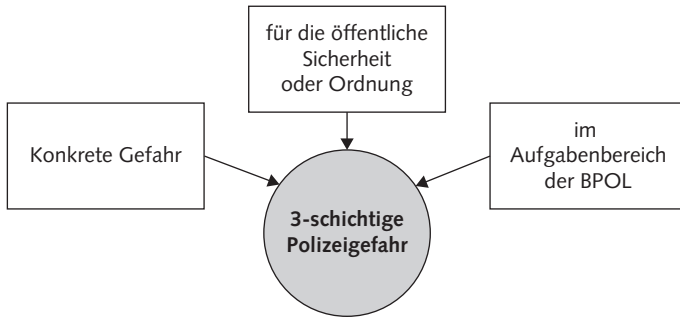 für die öffentliche
Sicherheit
oder Ordnung
Konkrete Gefahr
im
Aufgabenbereich
der BPOL
3-schichtige
Polizeigefahr